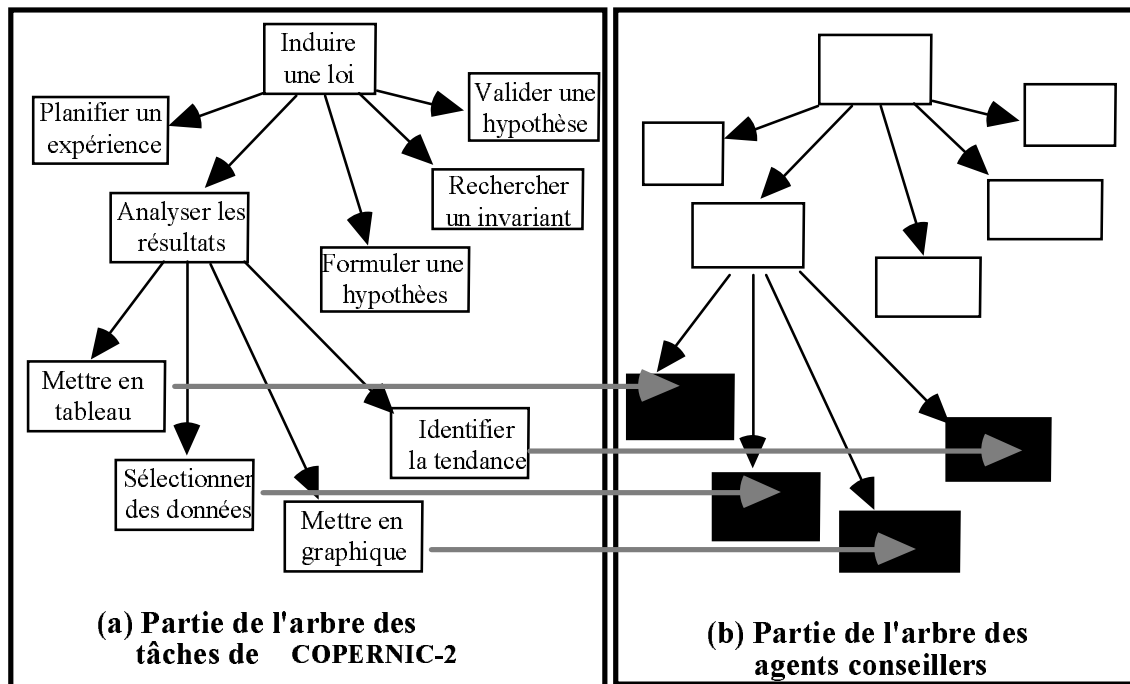 Induire
une loi
Planifier un
expérience
Valider une
hypothèse
Rechercher
un invariant
Analyser les
résultats
Formuler une
hypothèes
Mettre en
tableau
Identifier
la tendance
Sélectionner
des données
Mettre en
graphique
(a) Partie de l'arbre des
tâches de COPERNIC-2
(b) Partie de l'arbre des
agents conseillers